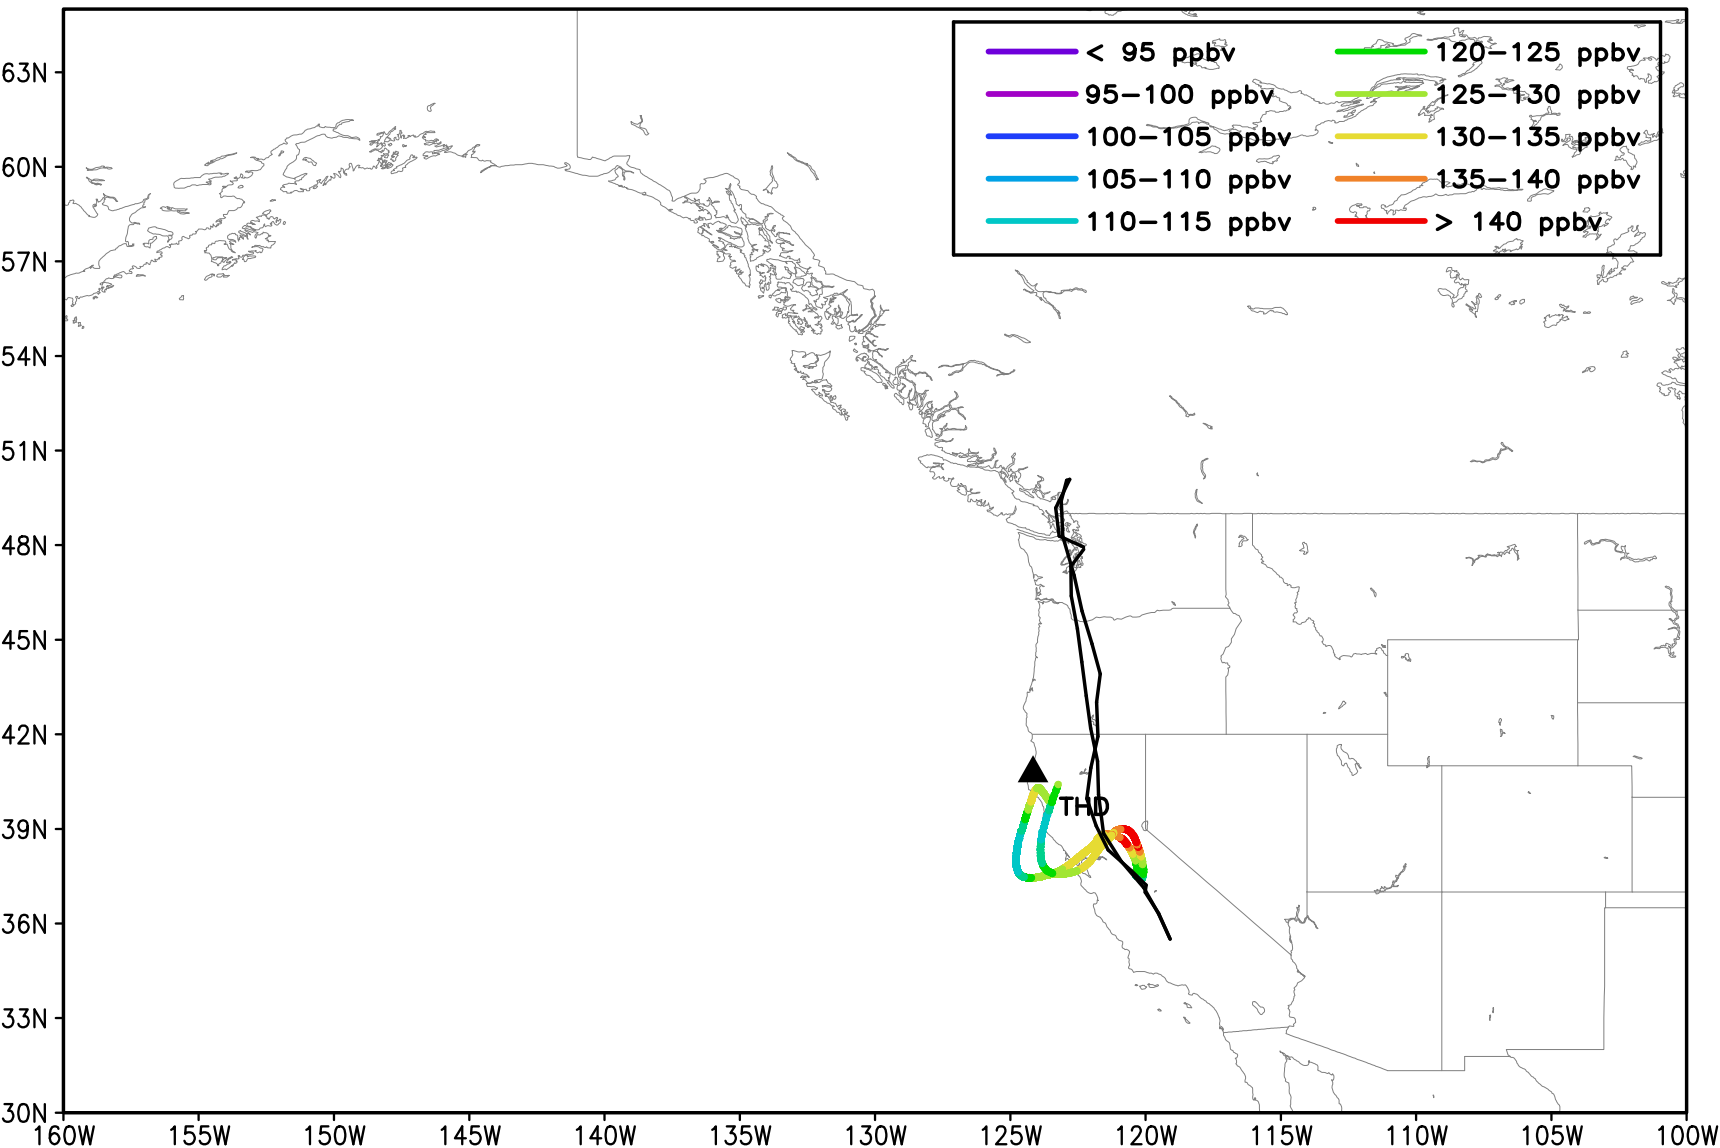 < 95 ppbv
95-100 ppbv
100-105 ppbv
105-110 ppbv
110-115 ppbv
120-125 ppbv
125-130 ppbv
130-135 ppbv
135-140 ppbv
> 140 ppbv
63N
60N
57N
54N
51N
48N
45N
42N
39N
36N
33N
30N
THD
160W 155W 150W 145W 140W 135W 130W 125W 120W 115W 110W 105W 100W